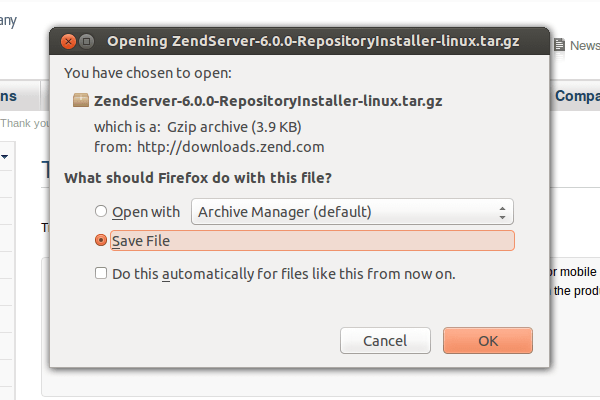 any
Opening ZendServer-6.0.0-RepositoryInstaller-linux.tar.gz
News
You have chosen to open:
ns
ZendServer-6.0.0-RepositoryInstaller-linux.tar.gz
Compa
Thank you
which is a: Gzip archive (3.9 KB)
from: http://downloads.zend.com
What should Firefox do with this file?
Open with Archive Manager (default)
Save File
Do this automatically for files like this from now on.
or mobile
the produ
Cancel OK